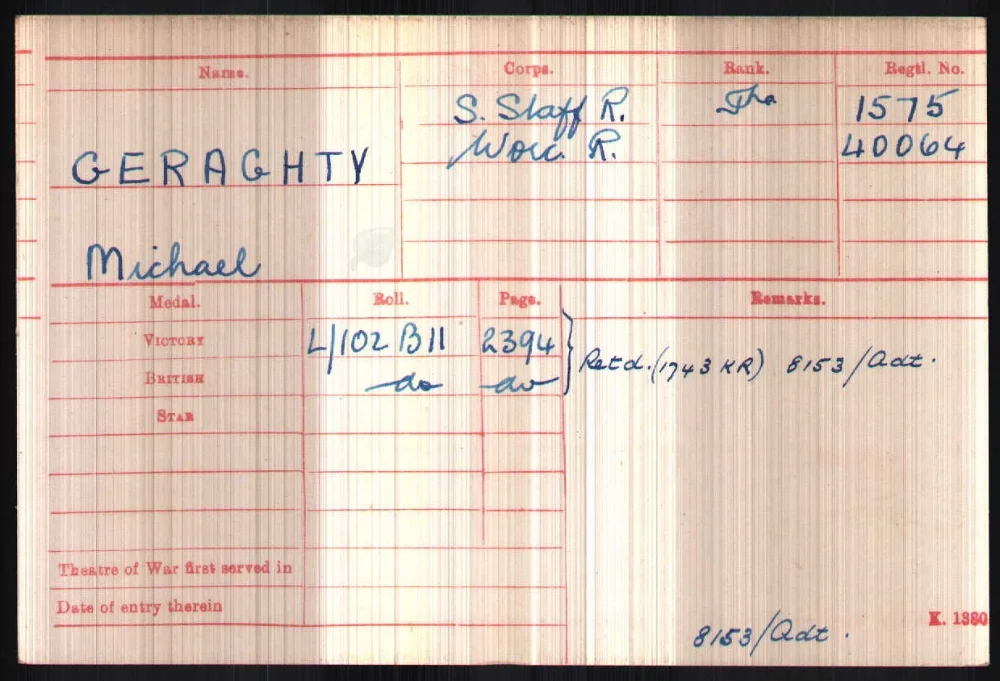 Name. Corps. Rank. Regtl. No.
S. Staff R. Pte 1575
Worc. R. 40064
GERAGHTY
Michael
Medal. Roll. Page. Remarks.
VICTORY L/102 B11 2394
BRITISH do do Retd. (1743 KR) 8153/Adt.
STAR
Theatre of War first served in
Date of entry therein
8153/Adt.
K. 1380